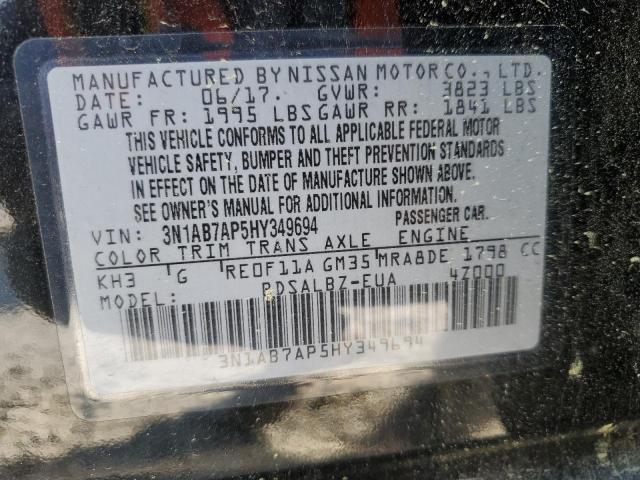 MANUFACTURED BY NISSAN MOTOR CO., LTD.
DATE: 06/17. GVWR: 3823 LBS
GAWR FR: 1995 LBS GAWR RR: 1841 LBS
THIS VEHICLE CONFORMS TO ALL APPLICABLE FEDERAL MOTOR
VEHICLE SAFETY, BUMPER AND THEFT PREVENTION STANDARDS
IN EFFECT ON THE DATE OF MANUFACTURE SHOWN ABOVE.
SEE OWNER'S MANUAL FOR ADDITIONAL INFORMATION.
VIN: 3N1AB7AP5HY349694 PASSENGER CAR.
COLOR TRIM TRANS AXLE ENGINE
KH3 G RE0F11A GM35 MRA8DE 1798 CC
MODEL: BDSALBZ-EUA 4Z000
3N1AB7AP5HY349694